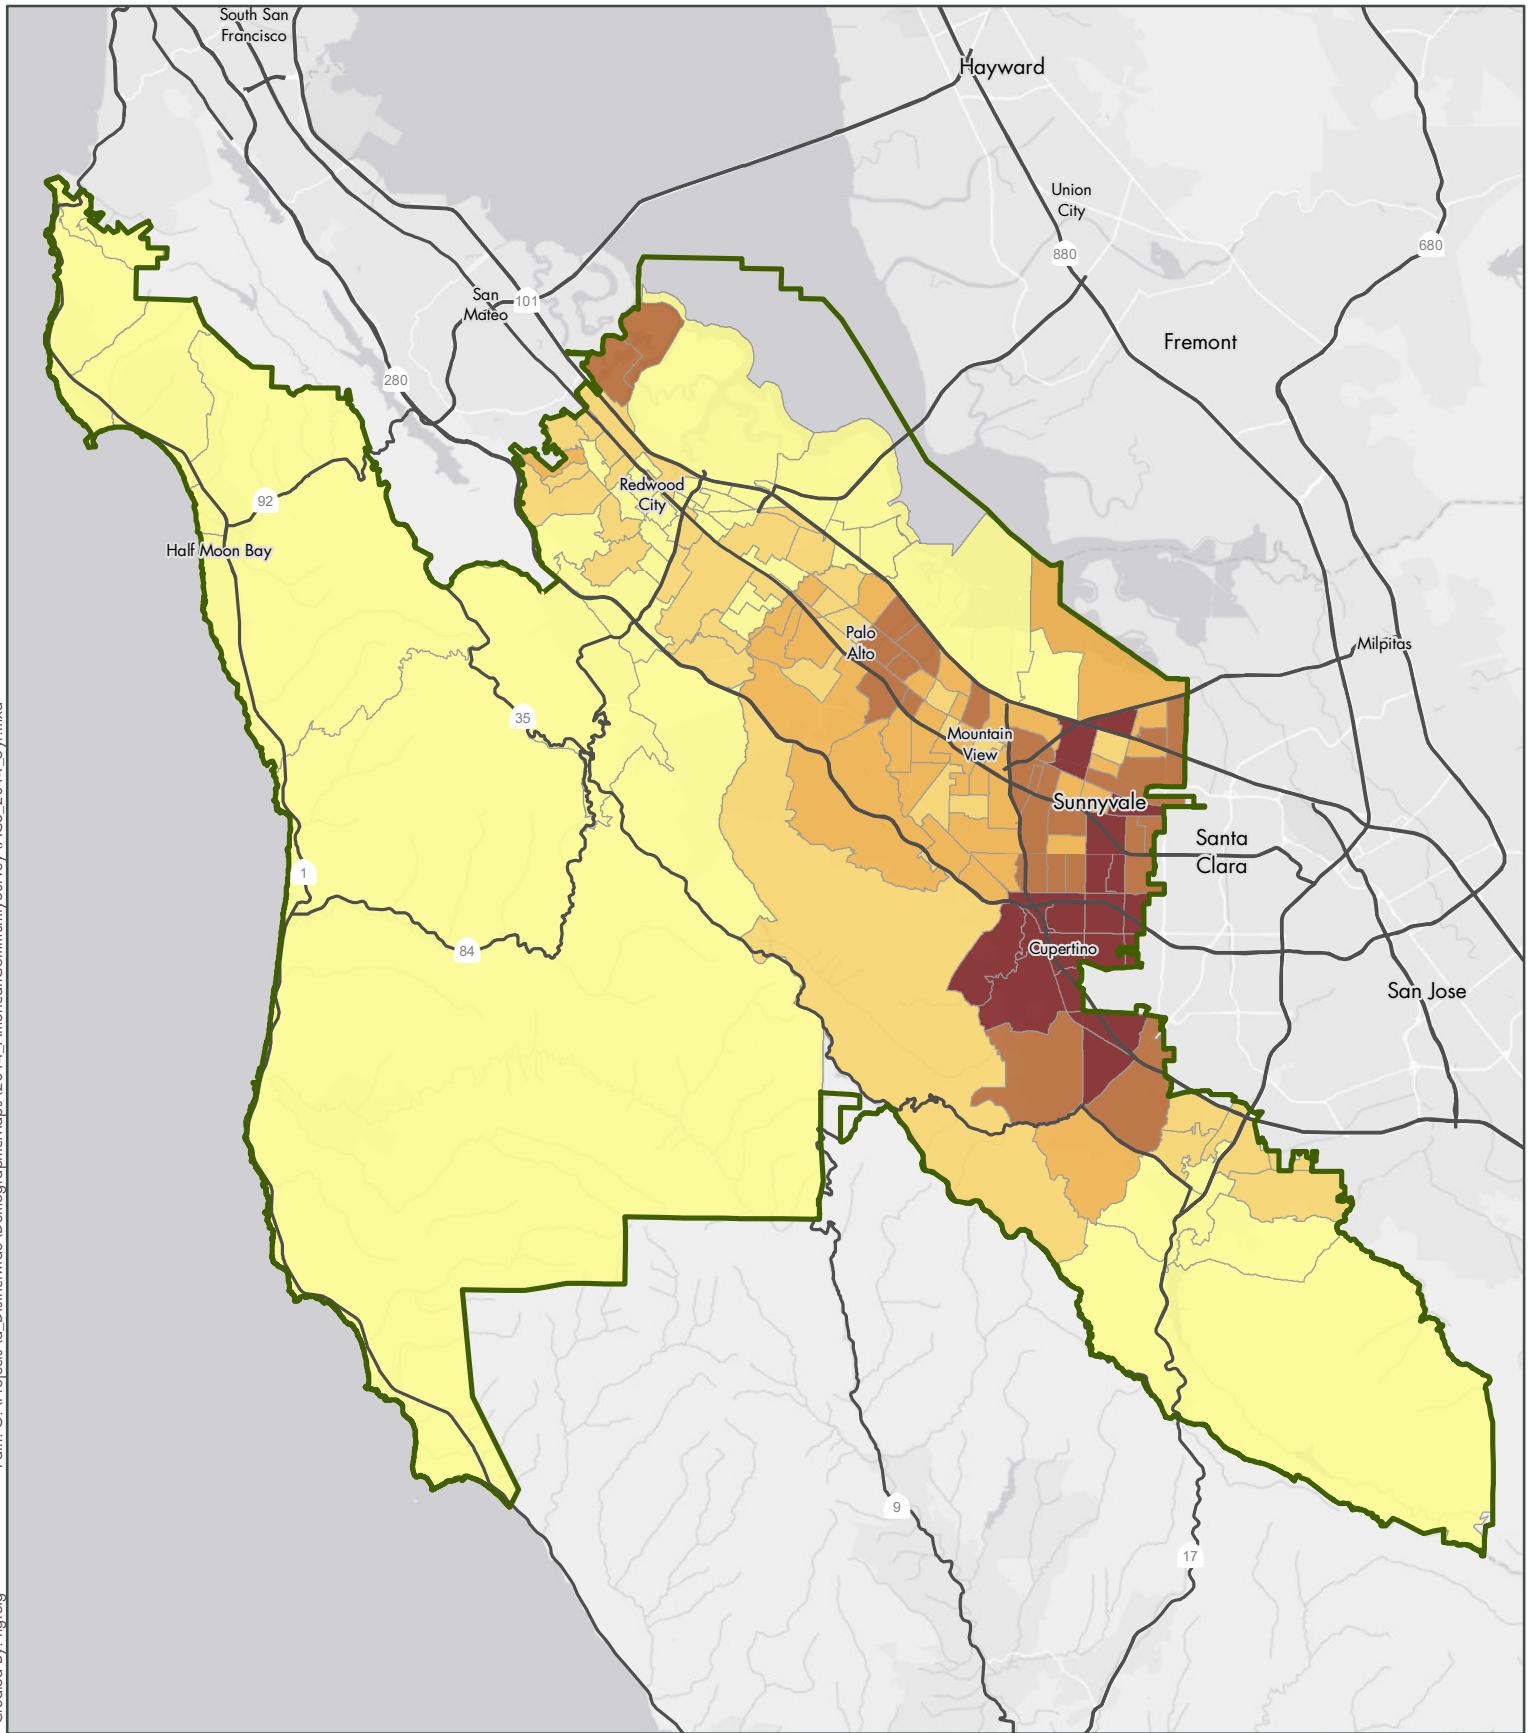 South San
Francisco
Hayward
Union
City
880
680
San
Mateo
101
Fremont
280
Redwood
City
92
Half Moon Bay
Palo
Alto
Milpitas
35
Mountain
View
Sunnyvale
Santa
Clara
1
84
Cupertino
San Jose
9
17